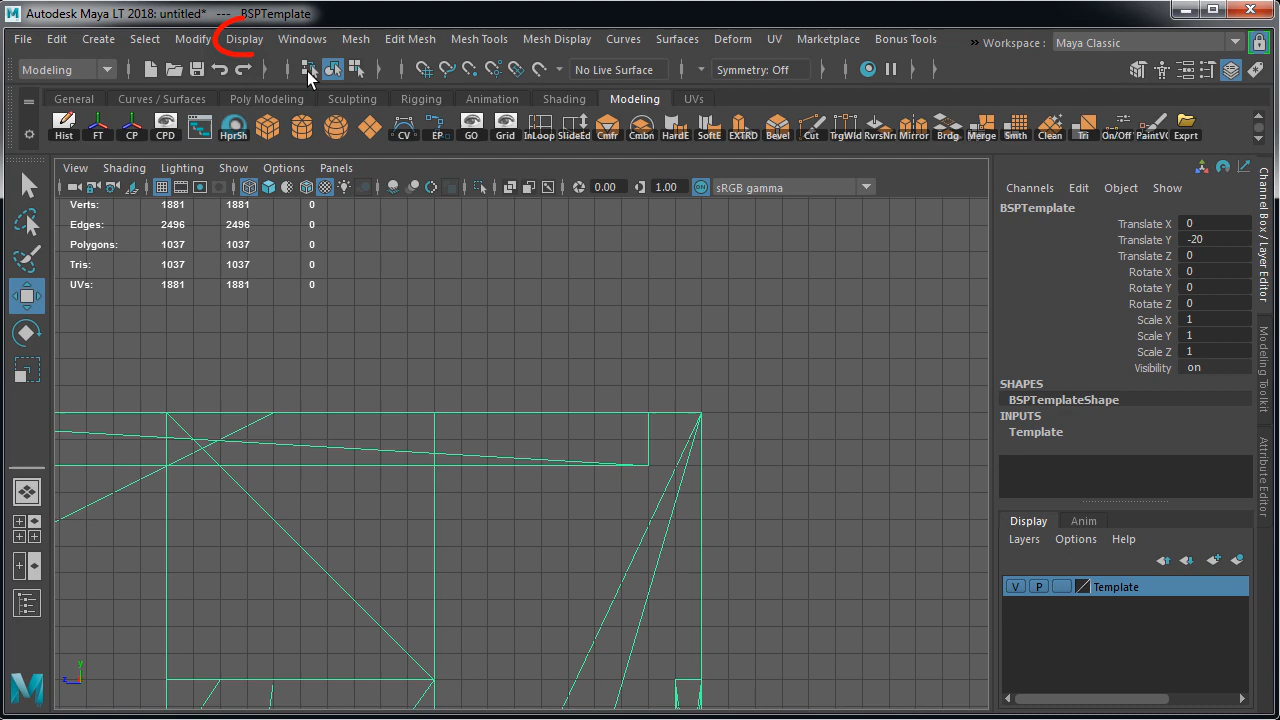 Autodesk Maya LT 2018: untitled* --- BSPTemplate
File Edit Create Select Modify Display Windows Mesh Edit Mesh Mesh Tools Mesh Display Curves Surfaces Deform UV Marketplace Bonus Tools » Workspace: Maya Classic
Modeling No Live Surface Symmetry: Off
General Curves / Surfaces Poly Modeling Sculpting Rigging Animation Shading Modeling UVs
Hist FT CP CPD HprSh CV EP GO Grid InLoop SlideEd Cmfr Cmbn HardE SoftE EXTRD Bevel Cut TrgWld RvrsNr Mirror Brdg Merge Smth Clean Tri On/Off PaintVC Exprt
View Shading Lighting Show Options Panels
0.00 1.00 ON sRGB gamma
Verts: 1881 1881 0
Edges: 2496 2496 0
Polygons: 1037 1037 0
Tris: 1037 1037 0
UVs: 1881 1881 0
y
z
Channels Edit Object Show
BSPTemplate
Translate X 0
Translate Y -20
Translate Z 0
Rotate X 0
Rotate Y 0
Rotate Z 0
Scale X 1
Scale Y 1
Scale Z 1
Visibility on
SHAPES
BSPTemplateShape
INPUTS
Template
Display Anim
Layers Options Help
V P Template
Channel Box / Layer Editor
Modeling Toolkit
Attribute Editor